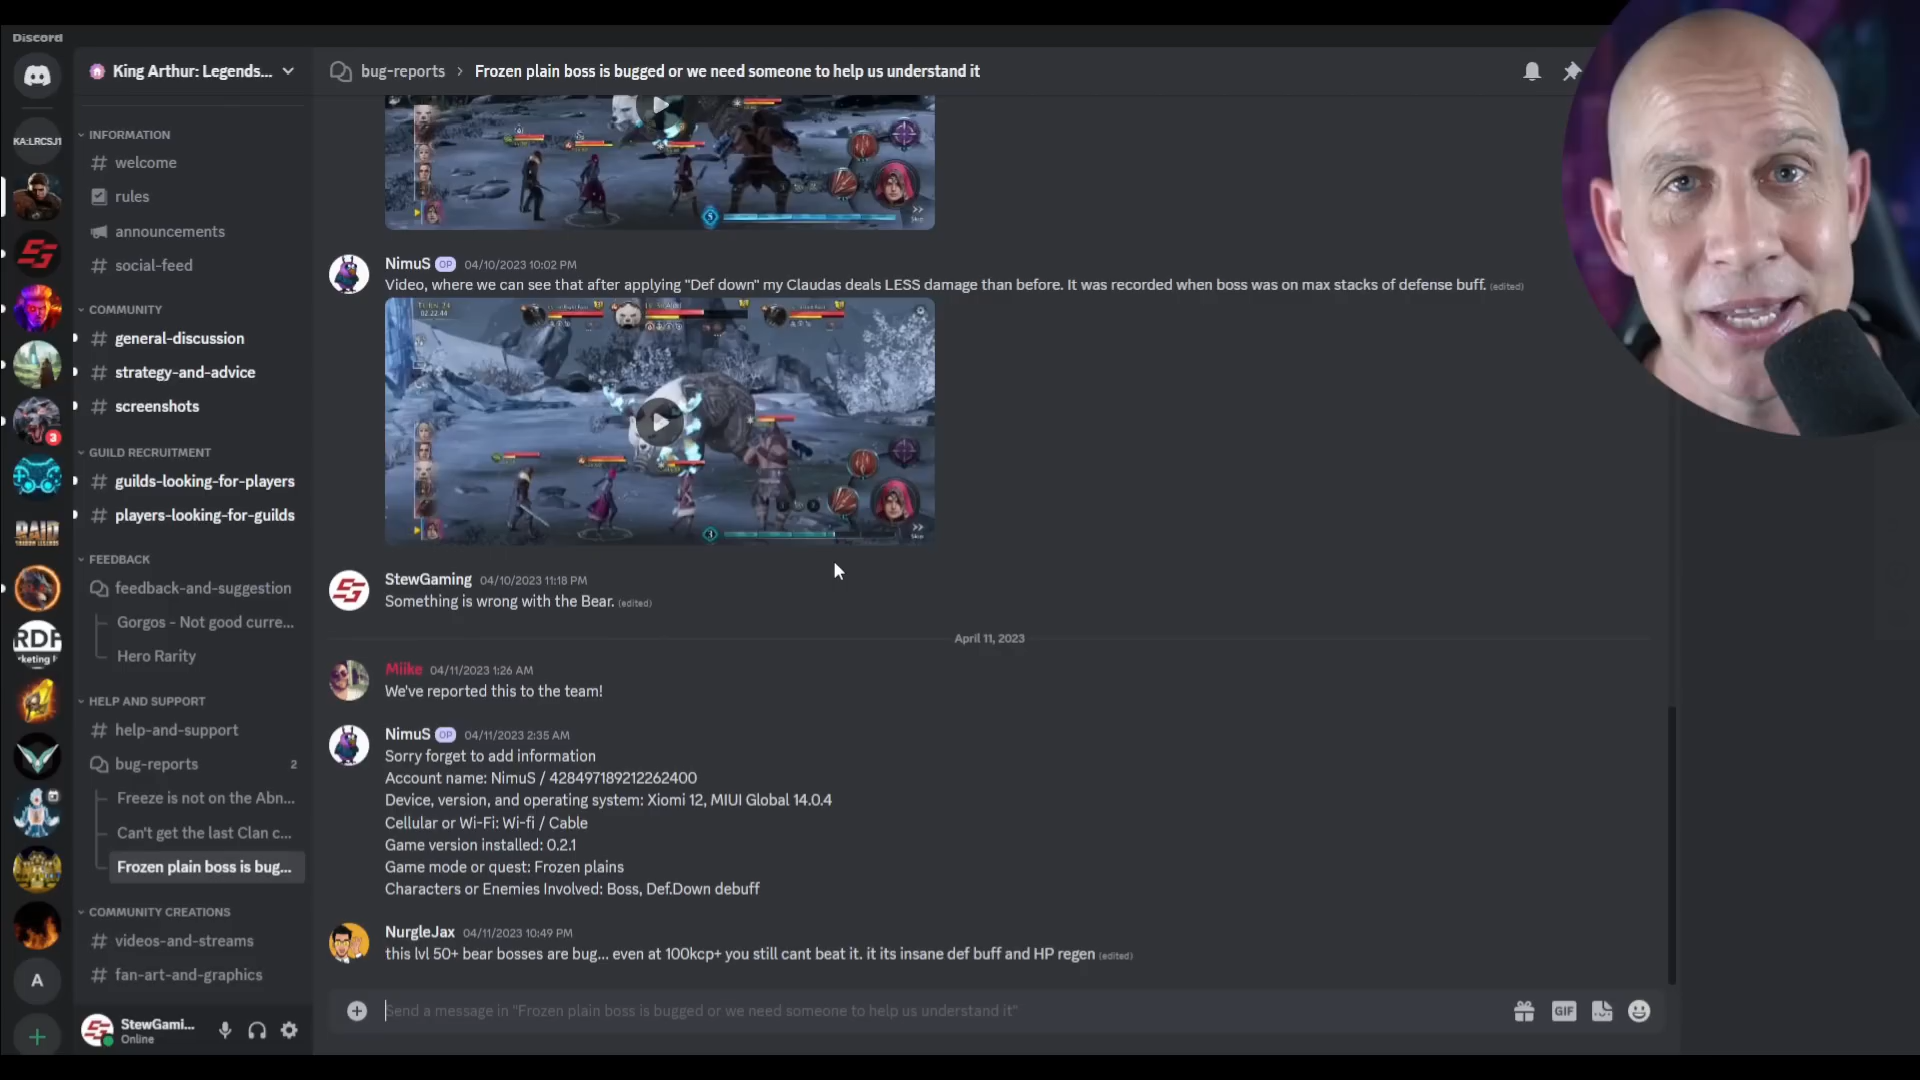 Discord
King Arthur: Legends...
bug-reports > Frozen plain boss is bugged or we need someone to help us understand it
KA:LRCSJ1
INFORMATION
welcome
rules
announcements
social-feed
COMMUNITY
general-discussion
strategy-and-advice
screenshots
GUILD RECRUITMENT
guilds-looking-for-players
players-looking-for-guilds
FEEDBACK
feedback-and-suggestion
Gorgos - Not good curre...
Hero Rarity
HELP AND SUPPORT
help-and-support
bug-reports 2
Freeze is not on the Abn...
Can't get the last Clan c...
Frozen plain boss is bug...
COMMUNITY CREATIONS
videos-and-streams
fan-art-and-graphics
StewGami...
Online
3
RAID
RDF
keting
A
NimuS OP 04/10/2023 10:02 PM
Video, where we can see that after applying "Def down" my Claudas deals LESS damage than before. It was recorded when boss was on max stacks of defense buff. (edited)
StewGaming 04/10/2023 11:18 PM
Something is wrong with the Bear. (edited)
April 11, 2023
Miike 04/11/2023 1:26 AM
We've reported this to the team!
NimuS OP 04/11/2023 2:35 AM
Sorry forget to add information
Account name: NimuS / 428497189212262400
Device, version, and operating system: Xiomi 12, MIUI Global 14.0.4
Cellular or Wi-Fi: Wi-fi / Cable
Game version installed: 0.2.1
Game mode or quest: Frozen plains
Characters or Enemies Involved: Boss, Def.Down debuff
NurgleJax 04/11/2023 10:49 PM
this lvl 50+ bear bosses are bug... even at 100kcp+ you still cant beat it. it its insane def buff and HP regen (edited)
Send a message in "Frozen plain boss is bugged or we need someone to help us understand it"
GIF